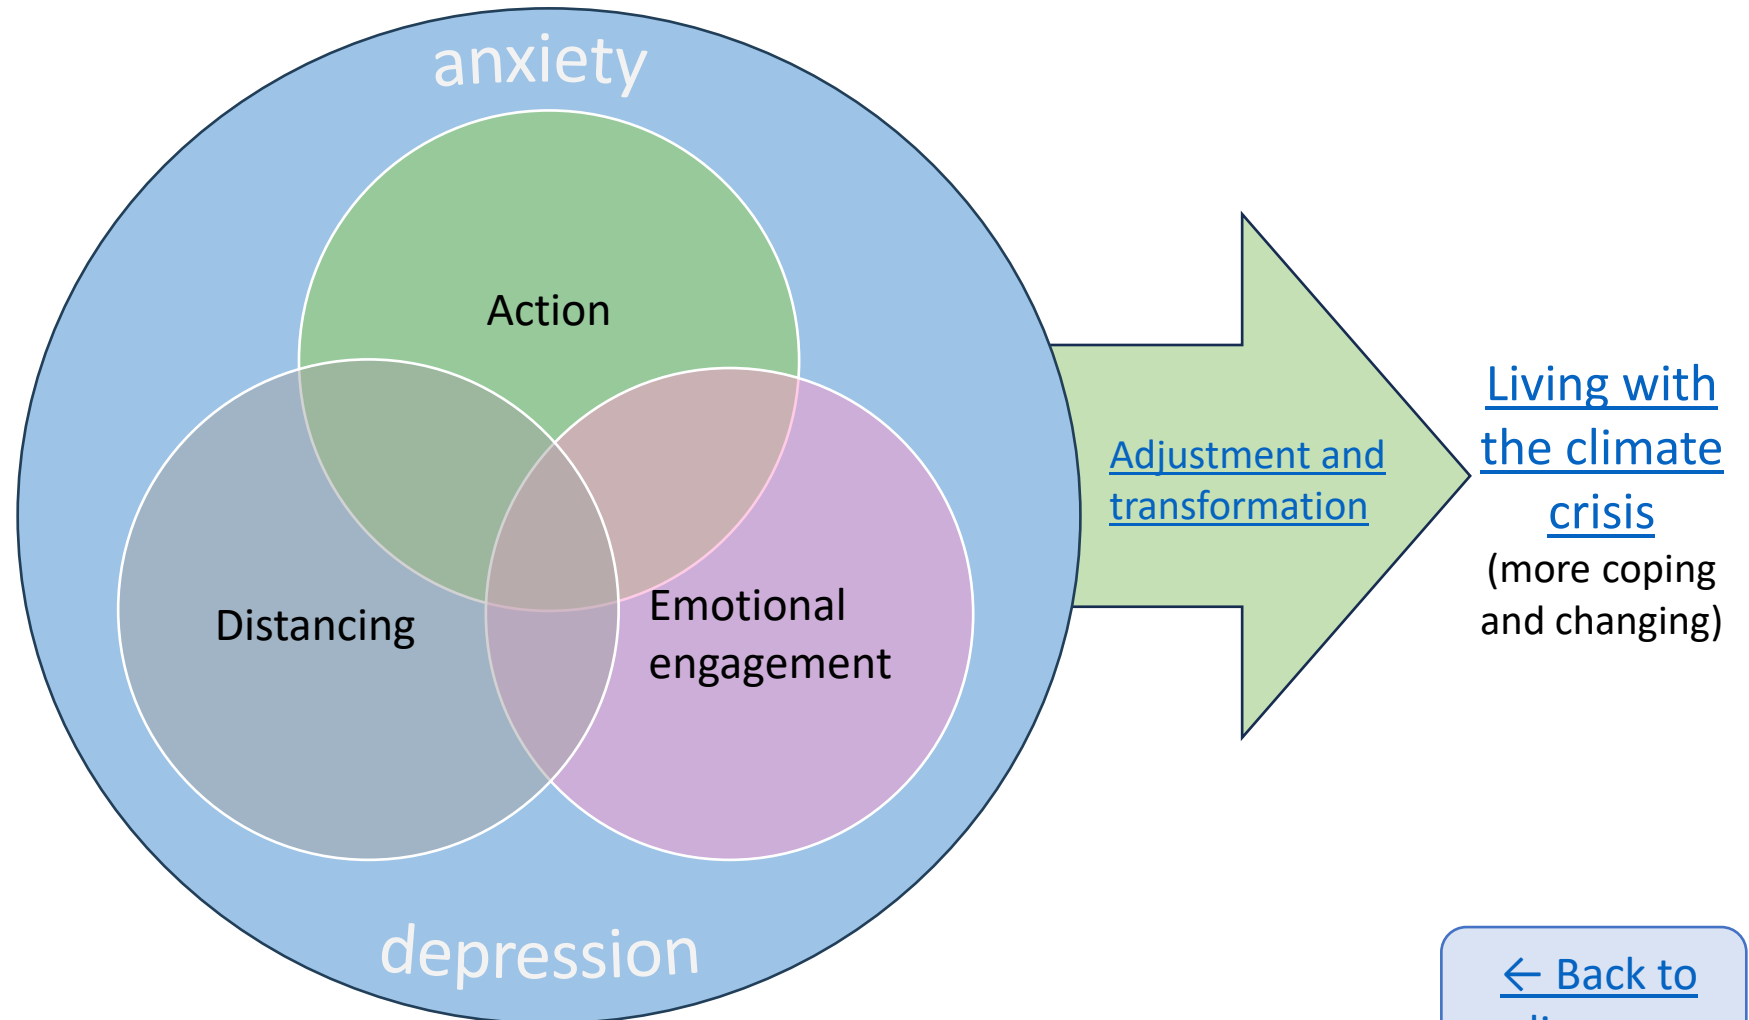 anxiety
Action
Distancing
Emotional
engagement
depression
Adjustment and
transformation
Living with
the climate
crisis
(more coping
and changing)
← Back to